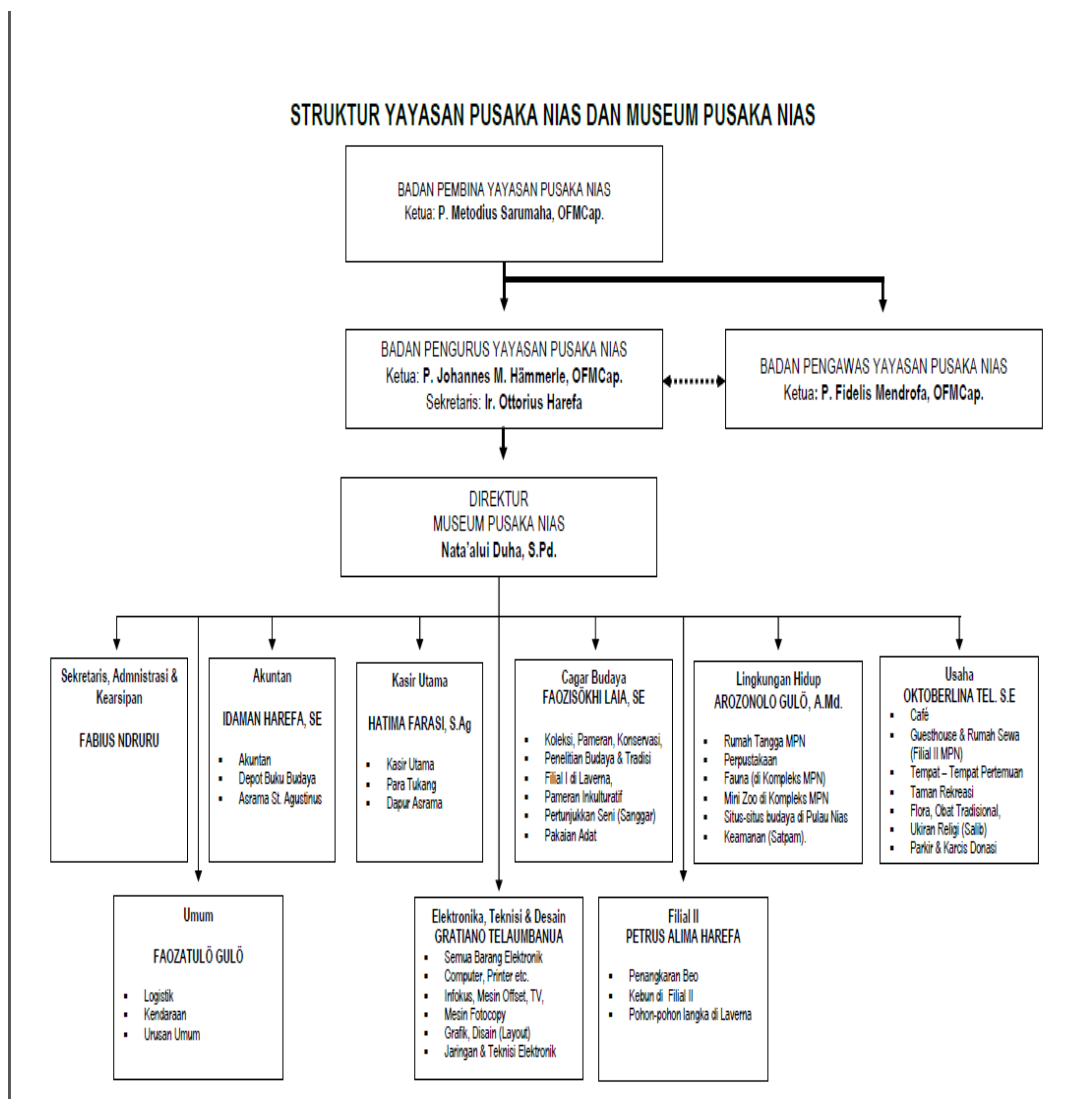 STRUKTUR YAYASAN PUSAKA NIAS DAN MUSEUM PUSAKA NIAS
BADAN PEMBINA YAYASAN PUSAKA NIAS
Ketua: P. Metodius Sarumaha, OFMCap.
BADAN PENGURUS YAYASAN PUSAKA NIAS
Ketua: P. Johannes M. Hämmerle, OFMCap.
Sekretaris: Ir. Ottorius Harefa
BADAN PENGAWAS YAYASAN PUSAKA NIAS
Ketua: P. Fidelis Mendrofa, OFMCap.
DIREKTUR
MUSEUM PUSAKA NIAS
Nata'alui Duha, S.Pd.
Sekretaris, Admnistrasi &
Kearsipan
FABIUS NDRURU
Akuntan
IDAMAN HAREFA, SE
▪ Akuntan
▪ Depot Buku Budaya
▪ Asrama St. Agustinus
Kasir Utama
HATIMA FARASI, S.Ag
▪ Kasir Utama
▪ Para Tukang
▪ Dapur Asrama
Cagar Budaya
FAOZISÖKHI LAIA, SE
▪ Koleksi, Pameran, Konservasi,
▪ Penelitian Budaya & Tradisi
▪ Filial I di Laverna,
▪ Pameran Inkulturatif
▪ Pertunjukkan Seni (Sanggar)
▪ Pakaian Adat
Lingkungan Hidup
AROZONOLO GULÖ, A.Md.
▪ Rumah Tangga MPN
▪ Perpustakaan
▪ Fauna (di Kompleks MPN)
▪ Mini Zoo di Kompleks MPN
▪ Situs-situs budaya di Pulau Nias
▪ Keamanan (Satpam).
Usaha
OKTOBERLINA TEL. S.E
▪ Café
▪ Guesthouse & Rumah Sewa
(Filial II MPN)
▪ Tempat – Tempat Pertemuan
▪ Taman Rekreasi
▪ Flora, Obat Tradisional,
▪ Ukiran Religi (Salib)
▪ Parkir & Karcis Donasi
Umum
FAOZATULÖ GULÖ
▪ Logistik
▪ Kendaraan
▪ Urusan Umum
Elektronika, Teknisi & Desain
GRATIANO TELAUMBANUA
▪ Semua Barang Elektronik
▪ Computer, Printer etc.
▪ Infokus, Mesin Offset, TV,
▪ Mesin Fotocopy
▪ Grafik, Disain (Layout)
▪ Jaringan & Teknisi Elektronik
Filial II
PETRUS ALIMA HAREFA
▪ Penangkaran Beo
▪ Kebun di Filial II
▪ Pohon-pohon langka di Laverna